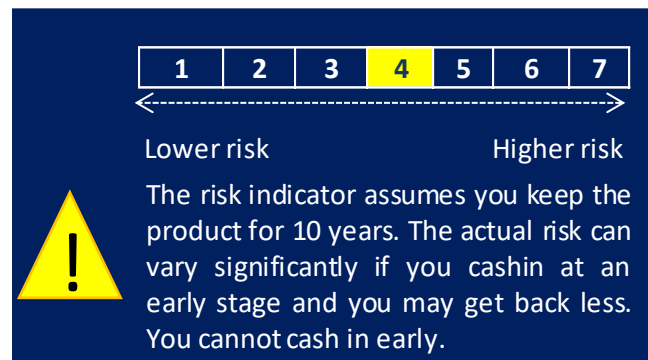 1 2 3 4 5 6 7
Lower risk Higher risk
The risk indicator assumes you keep the
product for 10 years. The actual risk can
vary significantly if you cashin at an
early stage and you may get back less.
You cannot cash in early.
!